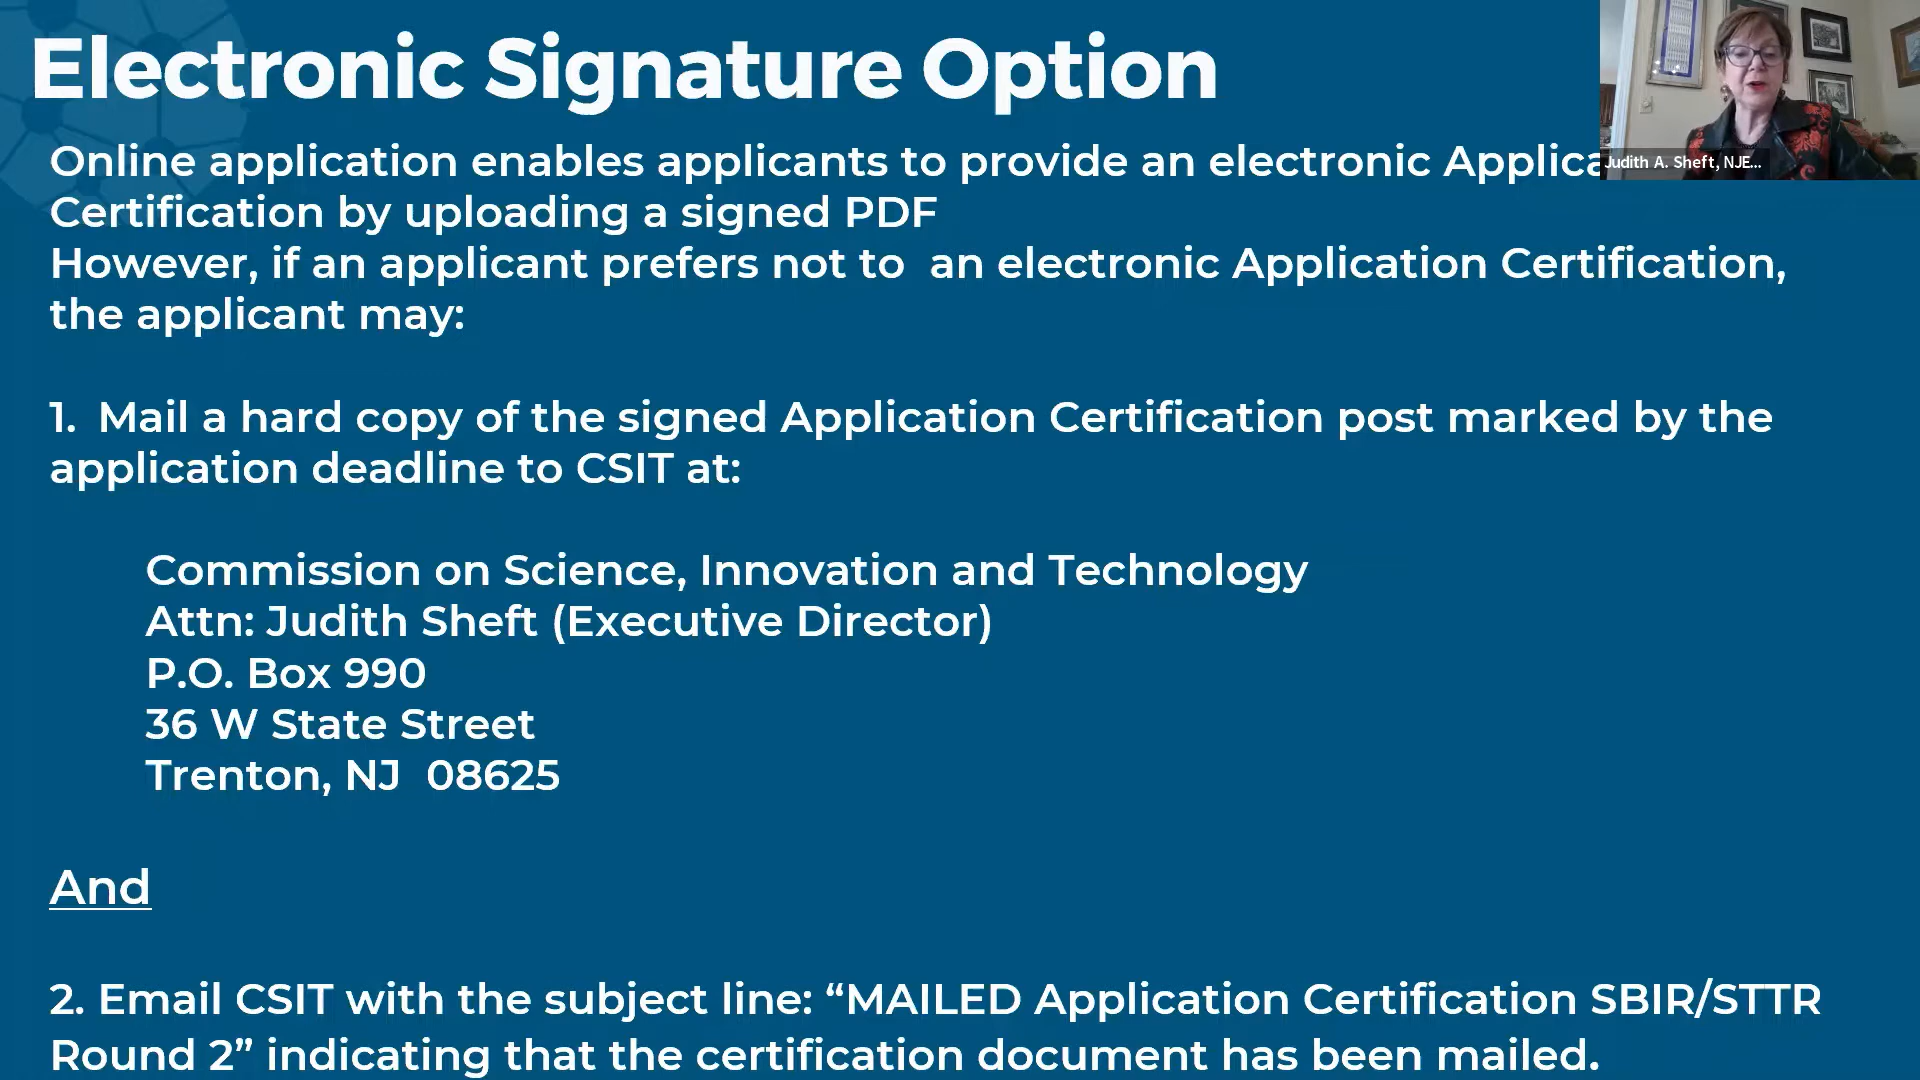 Electronic Signature Option
Online application enables applicants to provide an electronic Applica
Judith A. Sheft, NJE...
Certification by uploading a signed PDF
However, if an applicant prefers not to  an electronic Application Certification,
the applicant may:
1.  Mail a hard copy of the signed Application Certification post marked by the
application deadline to CSIT at:
Commission on Science, Innovation and Technology
Attn: Judith Sheft (Executive Director)
P.O. Box 990
36 W State Street
Trenton, NJ  08625
And
2. Email CSIT with the subject line: “MAILED Application Certification SBIR/STTR
Round 2” indicating that the certification document has been mailed.